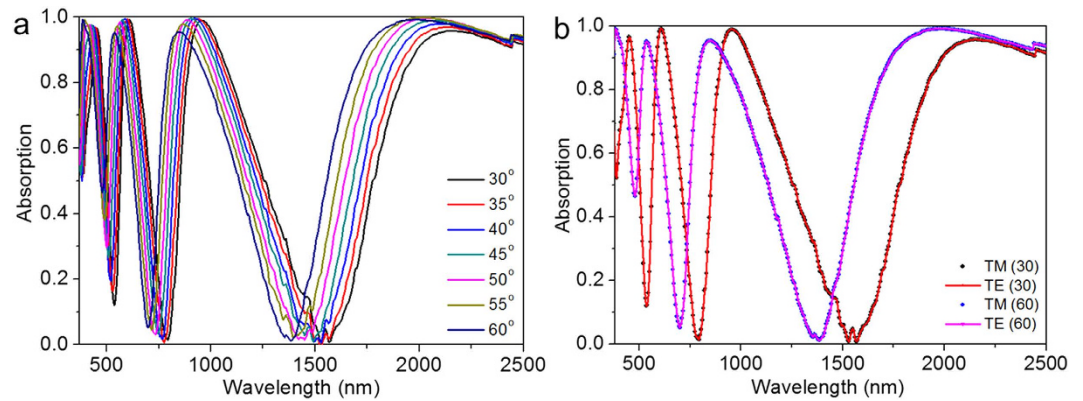 a
1.0
0.8
0.6
0.4
0.2
0.0
Absorption
30°
35°
40°
45°
50°
55°
60°
500 1000 1500 2000 2500
Wavelength (nm)
b
1.0
0.8
0.6
0.4
0.2
0.0
Absorption
TM (30)
TE (30)
TM (60)
TE (60)
500 1000 1500 2000 2500
Wavelength (nm)